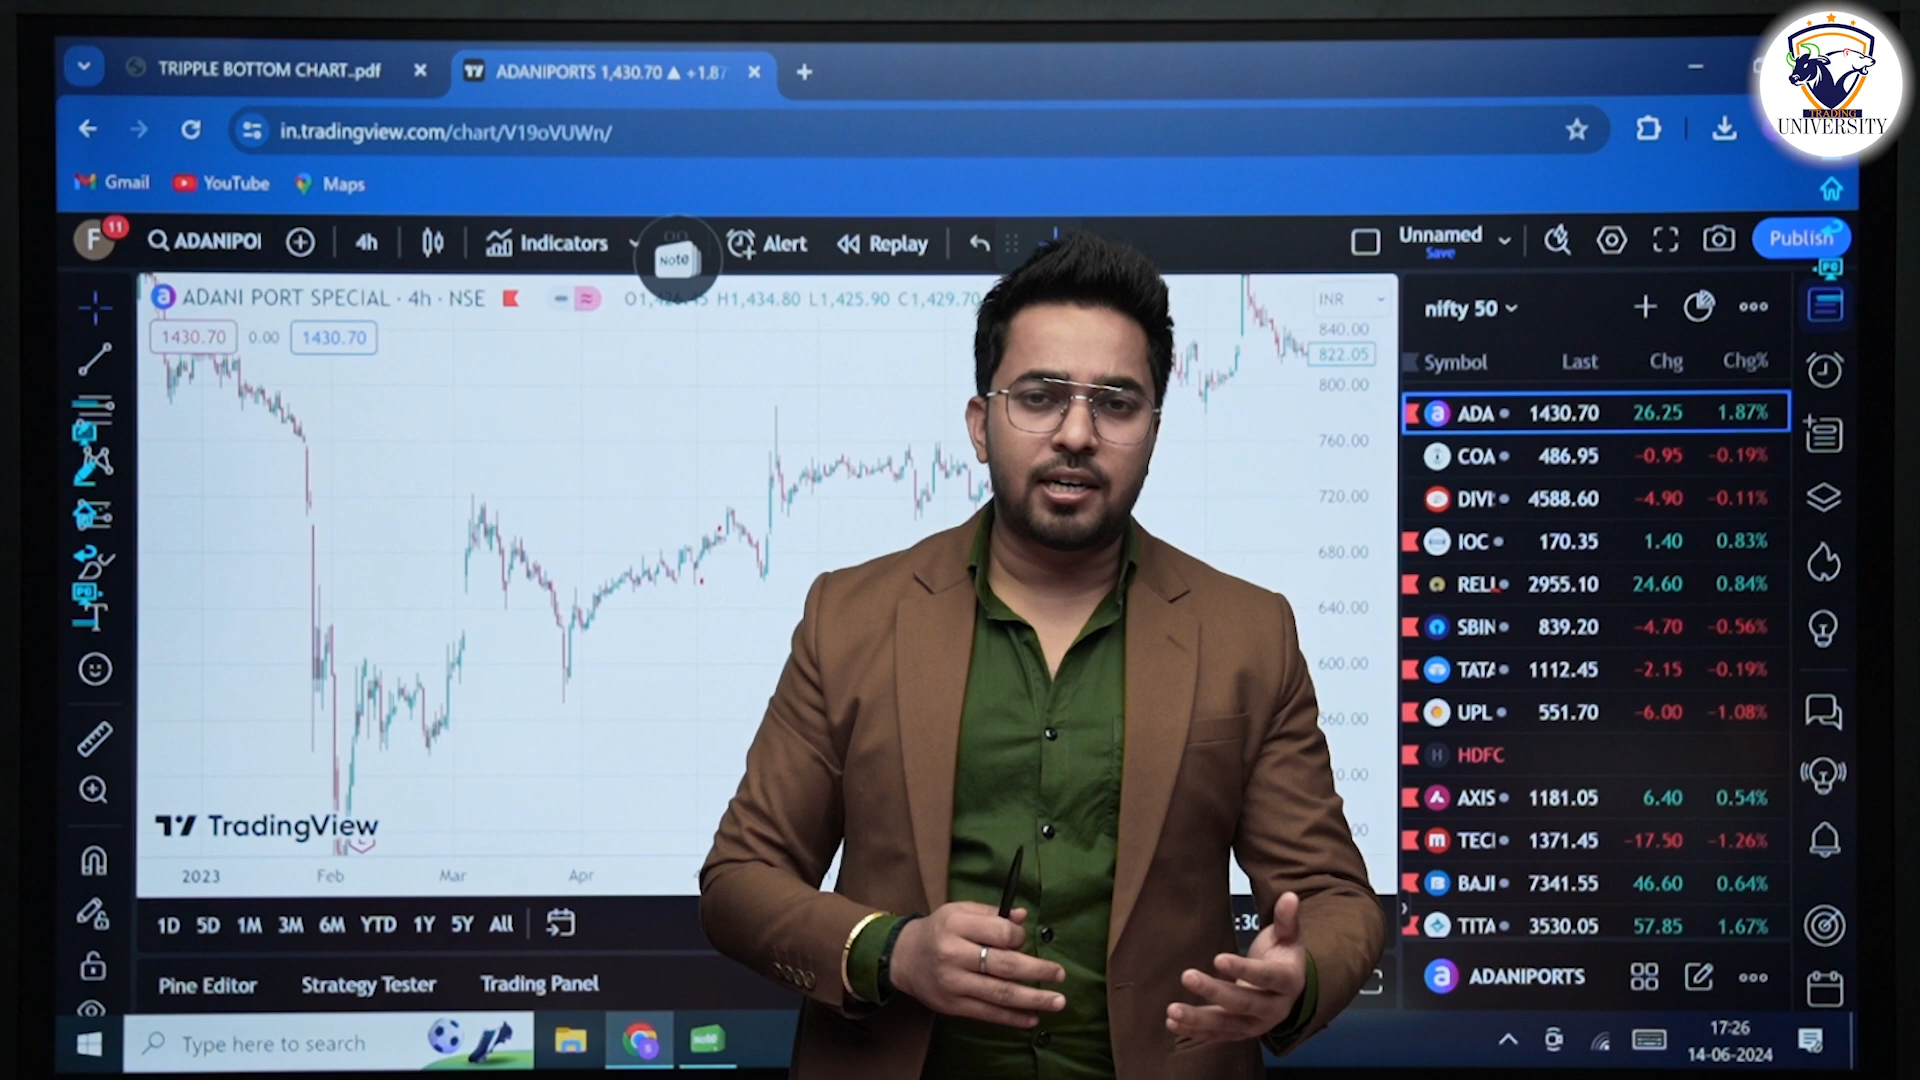 TRIPPLE BOTTOM CHART..pdf
ADANIPORTS 1,430.70 ▲ +1.87
TRADING
UNIVERSITY
in.tradingview.com/chart/V19oVUWn/
Gmail YouTube Maps
F 11 ADANIPOI 4h Indicators Note Alert Replay Unnamed Save Publish
ADANI PORT SPECIAL · 4h · NSE H1,434.80 L1,425.90 C1,429.70 INR
1430.70 0.00 1430.70
840.00
822.05
800.00
760.00
720.00
680.00
640.00
600.00
560.00
TradingView
2023 Feb Mar Apr
1D 5D 1M 3M 6M YTD 1Y 5Y All
Pine Editor Strategy Tester Trading Panel
nifty 50
Symbol Last Chg Chg%
ADA 1430.70 26.25 1.87%
COA 486.95 -0.95 -0.19%
DIVI 4588.60 -4.90 -0.11%
IOC 170.35 1.40 0.83%
RELI 2955.10 24.60 0.84%
SBIN 839.20 -4.70 -0.56%
TATA 1112.45 -2.15 -0.19%
UPL 551.70 -6.00 -1.08%
H HDFC
AXIS 1181.05 6.40 0.54%
TECI 1371.45 -17.50 -1.26%
BAJI 7341.55 46.60 0.64%
TITA 3530.05 57.85 1.67%
ADANIPORTS
Type here to search
17:26
14-06-2024